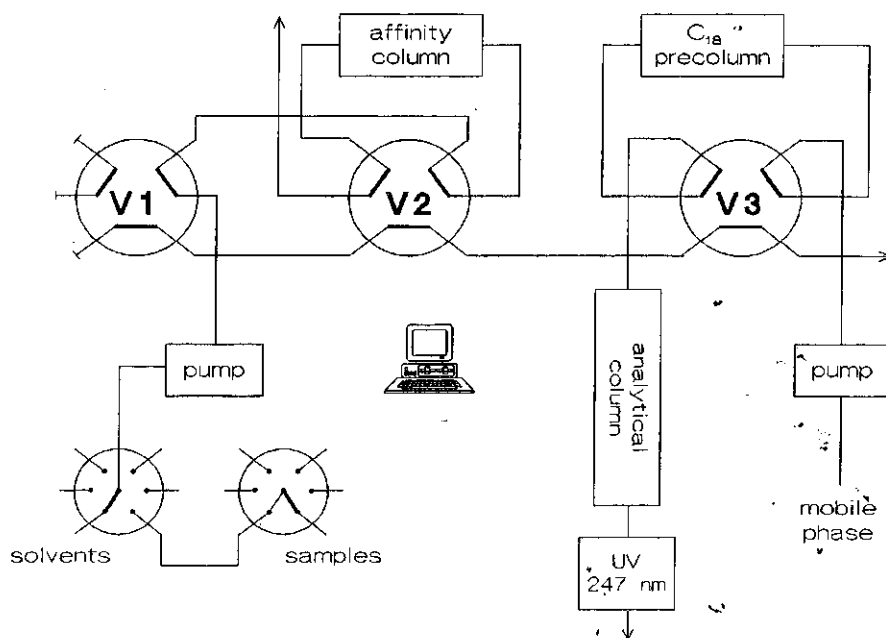 affinity
column
C18
precolumn
V1
V2
V3
pump
analytical
column
pump
solvents
samples
mobile
phase
UV
247 nm